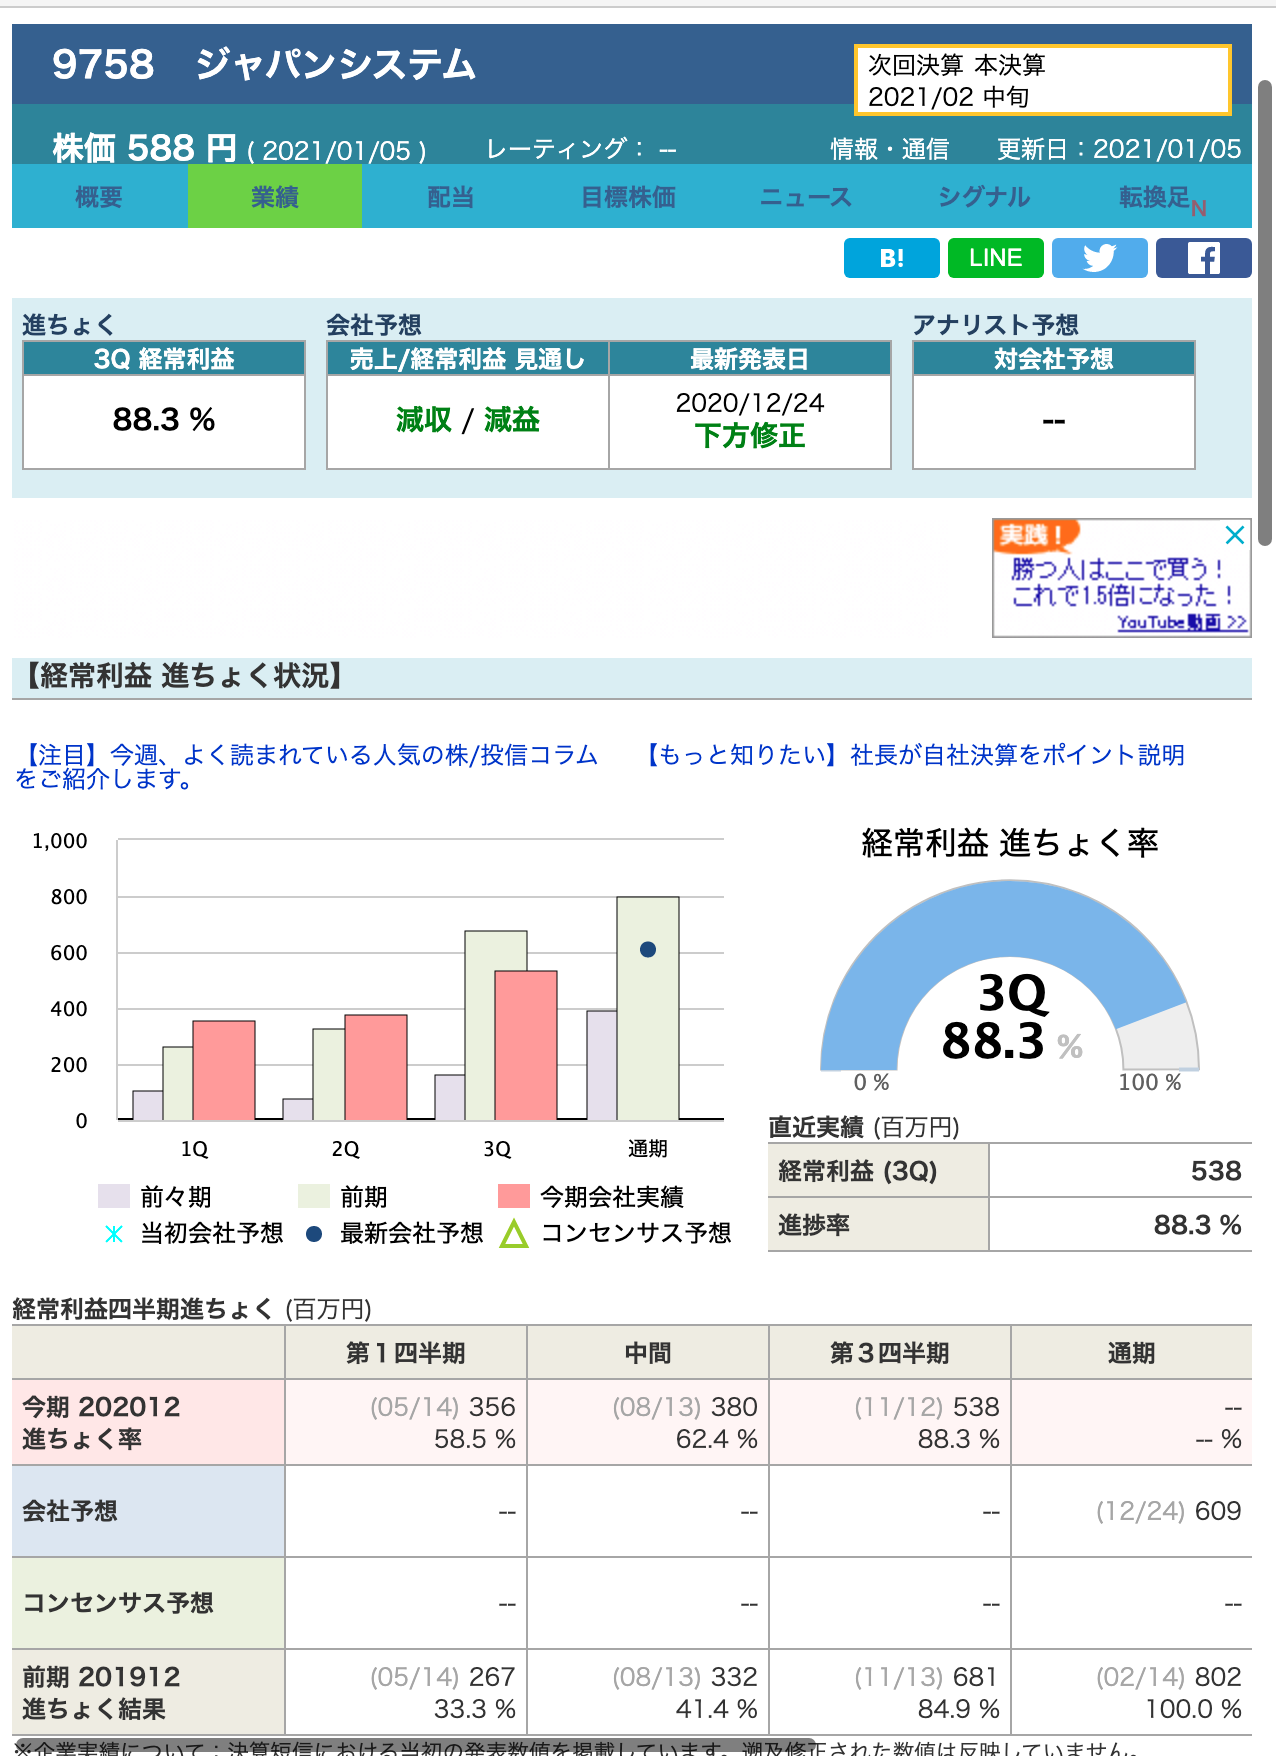 9758　ジャパンシステム
次回決算 本決算
2021/02 中旬
株価 588 円 ( 2021/01/05 )　レーティング： --　情報・通信　更新日：2021/01/05
概要　業績　配当　目標株価　ニュース　シグナル　転換足N
B!　LINE
進ちょく　会社予想　アナリスト予想
3Q 経常利益　売上/経常利益 見通し　最新発表日　対会社予想
88.3 %　減収 / 減益　2020/12/24　--
下方修正
実践！
勝つ人はここで買う！
これで1.5倍になった！
YouTube動画 >>
【経常利益 進ちょく状況】
【注目】今週、よく読まれている人気の株/投信コラム
をご紹介します。
【もっと知りたい】社長が自社決算をポイント説明
1,000
800
600
400
200
0
1Q　2Q　3Q　通期
前々期　前期　今期会社実績
当初会社予想　最新会社予想　コンセンサス予想
経常利益 進ちょく率
3Q
88.3 %
0 %　100 %
直近実績 (百万円)
経常利益 (3Q)　538
進捗率　88.3 %
経常利益四半期進ちょく (百万円)
第１四半期　中間　第３四半期　通期
今期 202012　(05/14) 356　(08/13) 380　(11/12) 538　--
進ちょく率　58.5 %　62.4 %　88.3 %　-- %
会社予想　--　--　--　(12/24) 609
コンセンサス予想　--　--　--　--
前期 201912　(05/14) 267　(08/13) 332　(11/13) 681　(02/14) 802
進ちょく結果　33.3 %　41.4 %　84.9 %　100.0 %
※企業実績について：決算短信における当初の発表数値を掲載しています。遡及修正された数値は反映していません。